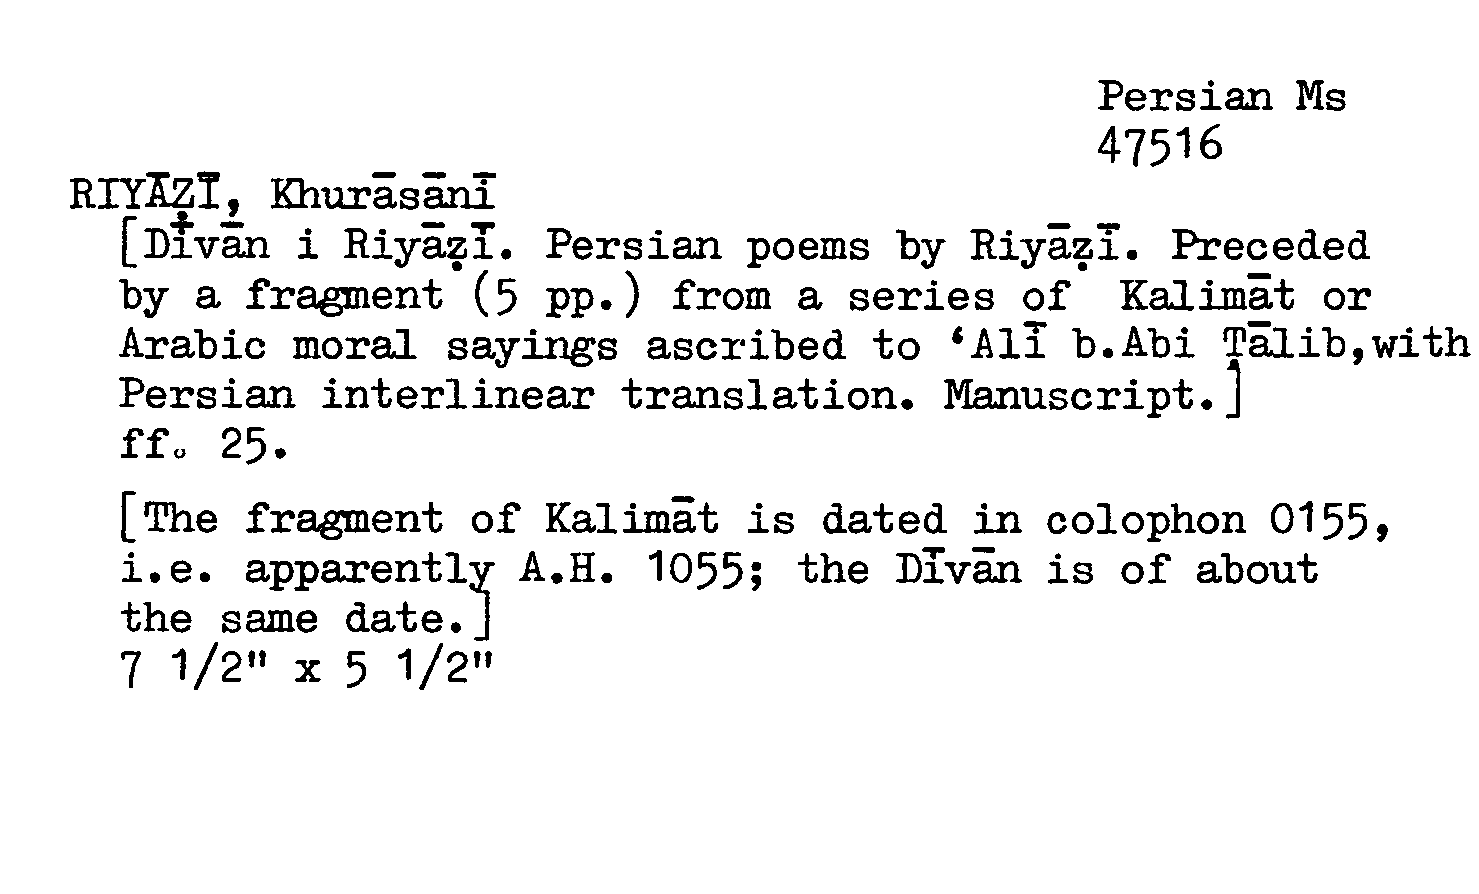 Persian Ms
47516
RIYĀẒĪ, Khurāsānī
[Dīvān i Riyāẓī. Persian poems by Riyāẓī. Preceded
by a fragment (5 pp.) from a series of Kalimāt or
Arabic moral sayings ascribed to ‘Alī b.Abi Ṭālib,with
Persian interlinear translation. Manuscript.]
ff. 25.
[The fragment of Kalimāt is dated in colophon 0155,
i.e. apparently A.H. 1055; the Dīvān is of about
the same date.]
7 1/2" x 5 1/2"